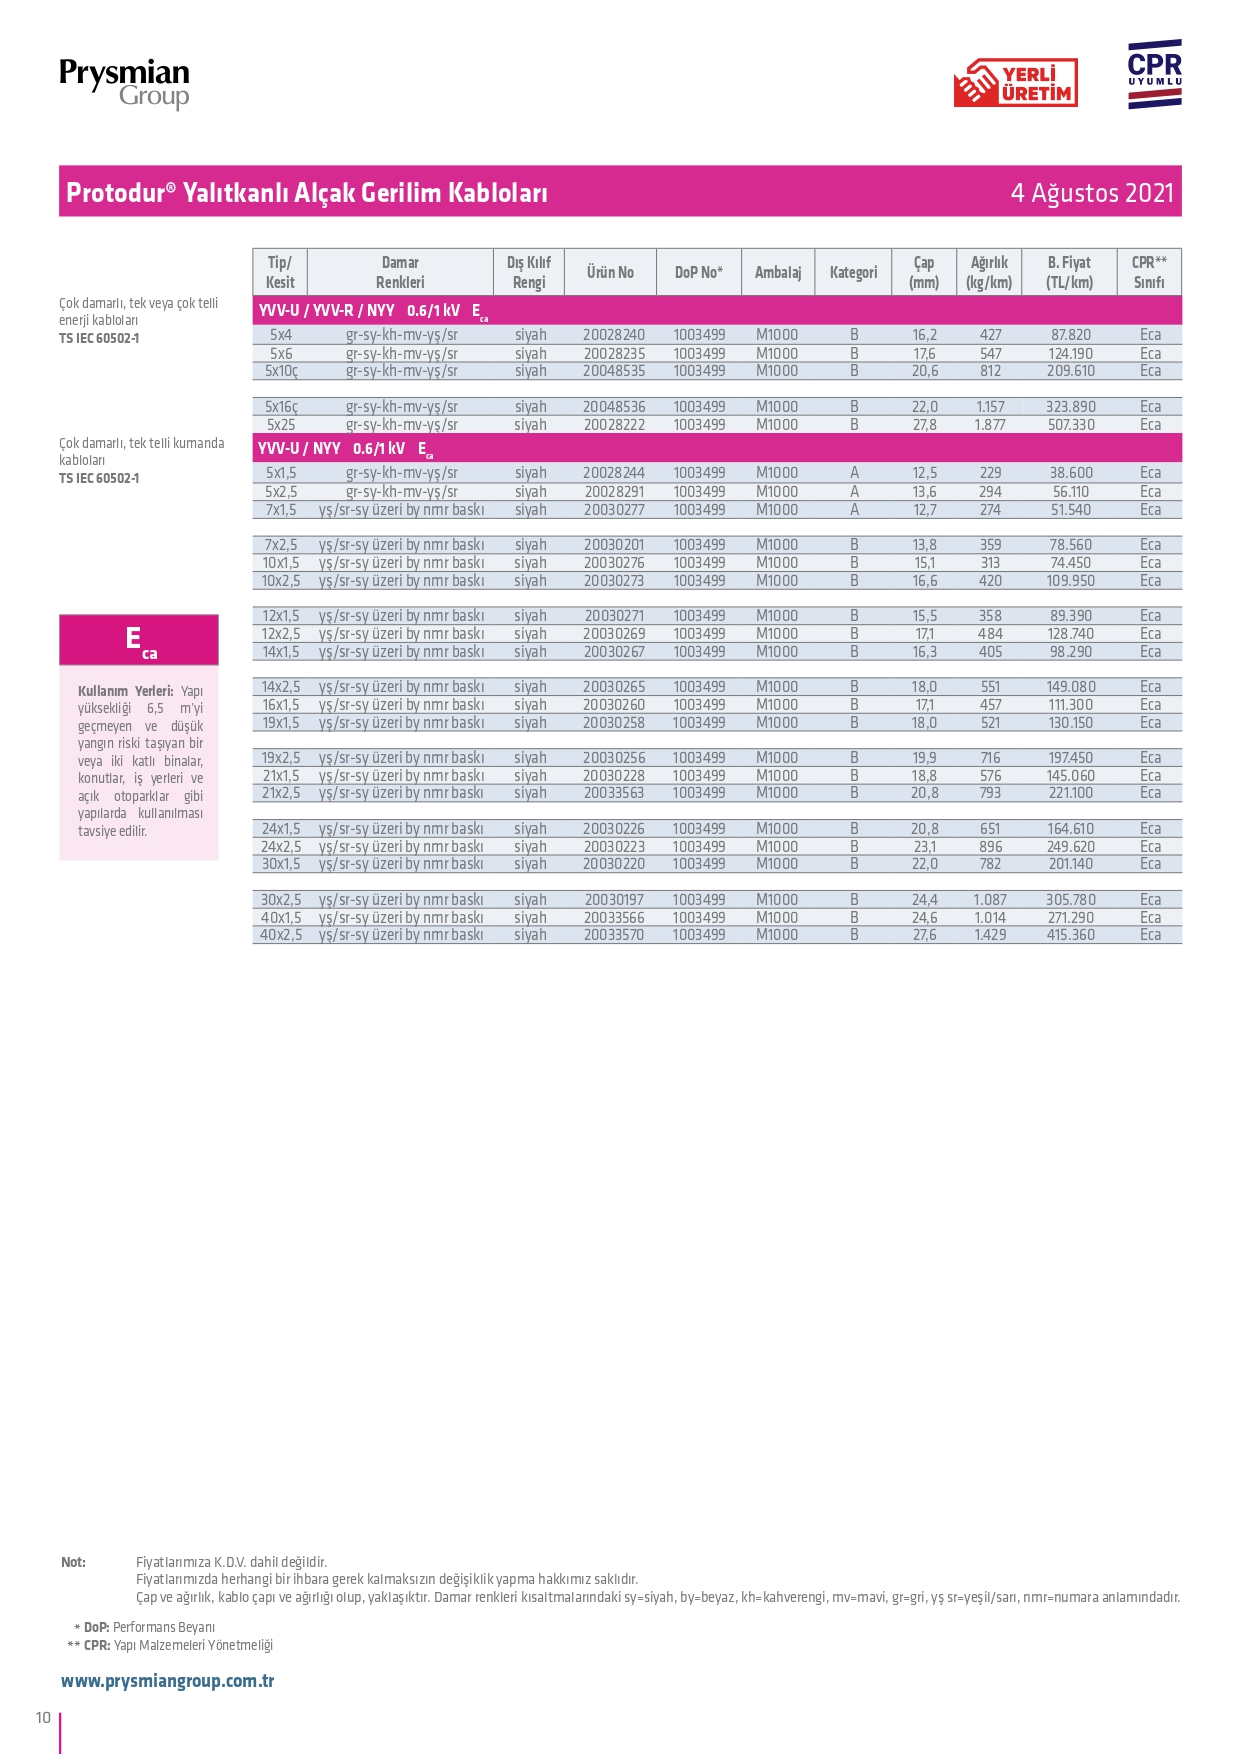 Prysmian
Group
YERLİ
ÜRETİM
CPR
UYUMLU
Protodur® Yalıtkanlı Alçak Gerilim Kabloları 4 Ağustos 2021
Tip/ Kesit Damar Renkleri Dış Kılıf Rengi Ürün No DoP No* Ambalaj Kategori Çap (mm) Ağırlık (kg/km) B. Fiyat (TL/km) CPR** Sınıfı
Çok damarlı, tek veya çok telli
enerji kabloları
TS IEC 60502-1
YVV-U / YVV-R / NYY 0.6/1 kV Eca
5x4 gr-sy-kh-mv-yş/sr siyah 20028240 1003499 M1000 B 16,2 427 87.820 Eca
5x6 gr-sy-kh-mv-yş/sr siyah 20028235 1003499 M1000 B 17,6 547 124.190 Eca
5x10ç gr-sy-kh-mv-yş/sr siyah 20048535 1003499 M1000 B 20,6 812 209.610 Eca
5x16ç gr-sy-kh-mv-yş/sr siyah 20048536 1003499 M1000 B 22,0 1.157 323.890 Eca
5x25 gr-sy-kh-mv-yş/sr siyah 20028222 1003499 M1000 B 27,8 1.877 507.330 Eca
Çok damarlı, tek telli kumanda
kabloları
TS IEC 60502-1
YVV-U / NYY 0.6/1 kV Eca
5x1,5 gr-sy-kh-mv-yş/sr siyah 20028244 1003499 M1000 A 12,5 229 38.600 Eca
5x2,5 gr-sy-kh-mv-yş/sr siyah 20028291 1003499 M1000 A 13,6 294 56.110 Eca
7x1,5 yş/sr-sy üzeri by nmr baskı siyah 20030277 1003499 M1000 A 12,7 274 51.540 Eca
7x2,5 yş/sr-sy üzeri by nmr baskı siyah 20030201 1003499 M1000 B 13,8 359 78.560 Eca
10x1,5 yş/sr-sy üzeri by nmr baskı siyah 20030276 1003499 M1000 B 15,1 313 74.450 Eca
10x2,5 yş/sr-sy üzeri by nmr baskı siyah 20030273 1003499 M1000 B 16,6 420 109.950 Eca
12x1,5 yş/sr-sy üzeri by nmr baskı siyah 20030271 1003499 M1000 B 15,5 358 89.390 Eca
12x2,5 yş/sr-sy üzeri by nmr baskı siyah 20030269 1003499 M1000 B 17,1 484 128.740 Eca
14x1,5 yş/sr-sy üzeri by nmr baskı siyah 20030267 1003499 M1000 B 16,3 405 98.290 Eca
14x2,5 yş/sr-sy üzeri by nmr baskı siyah 20030265 1003499 M1000 B 18,0 551 149.080 Eca
16x1,5 yş/sr-sy üzeri by nmr baskı siyah 20030260 1003499 M1000 B 17,1 457 111.300 Eca
19x1,5 yş/sr-sy üzeri by nmr baskı siyah 20030258 1003499 M1000 B 18,0 521 130.150 Eca
19x2,5 yş/sr-sy üzeri by nmr baskı siyah 20030256 1003499 M1000 B 19,9 716 197.450 Eca
21x1,5 yş/sr-sy üzeri by nmr baskı siyah 20030228 1003499 M1000 B 18,8 576 145.060 Eca
21x2,5 yş/sr-sy üzeri by nmr baskı siyah 20033563 1003499 M1000 B 20,8 793 221.100 Eca
24x1,5 yş/sr-sy üzeri by nmr baskı siyah 20030226 1003499 M1000 B 20,8 651 164.610 Eca
24x2,5 yş/sr-sy üzeri by nmr baskı siyah 20030223 1003499 M1000 B 23,1 896 249.620 Eca
30x1,5 yş/sr-sy üzeri by nmr baskı siyah 20030220 1003499 M1000 B 22,0 782 201.140 Eca
30x2,5 yş/sr-sy üzeri by nmr baskı siyah 20030197 1003499 M1000 B 24,4 1.087 305.780 Eca
40x1,5 yş/sr-sy üzeri by nmr baskı siyah 20033566 1003499 M1000 B 24,6 1.014 271.290 Eca
40x2,5 yş/sr-sy üzeri by nmr baskı siyah 20033570 1003499 M1000 B 27,6 1.429 415.360 Eca
Eca
Kullanım Yerleri: Yapı
yüksekliği 6,5 m'yi
geçmeyen ve düşük
yangın riski taşıyan bir
veya iki katlı binalar,
konutlar, iş yerleri ve
açık otoparklar gibi
yapılarda kullanılması
tavsiye edilir.
Not: Fiyatlarımıza K.D.V. dahil değildir.
Fiyatlarımızda herhangi bir ihbara gerek kalmaksızın değişiklik yapma hakkımız saklıdır.
Çap ve ağırlık, kablo çapı ve ağırlığı olup, yaklaşıktır. Damar renkleri kısaltmalarındaki sy=siyah, by=beyaz, kh=kahverengi, mv=mavi, gr=gri, yş sr=yeşil/sarı, nmr=numara anlamındadır.
* DoP: Performans Beyanı
** CPR: Yapı Malzemeleri Yönetmeliği
www.prysmiangroup.com.tr
10